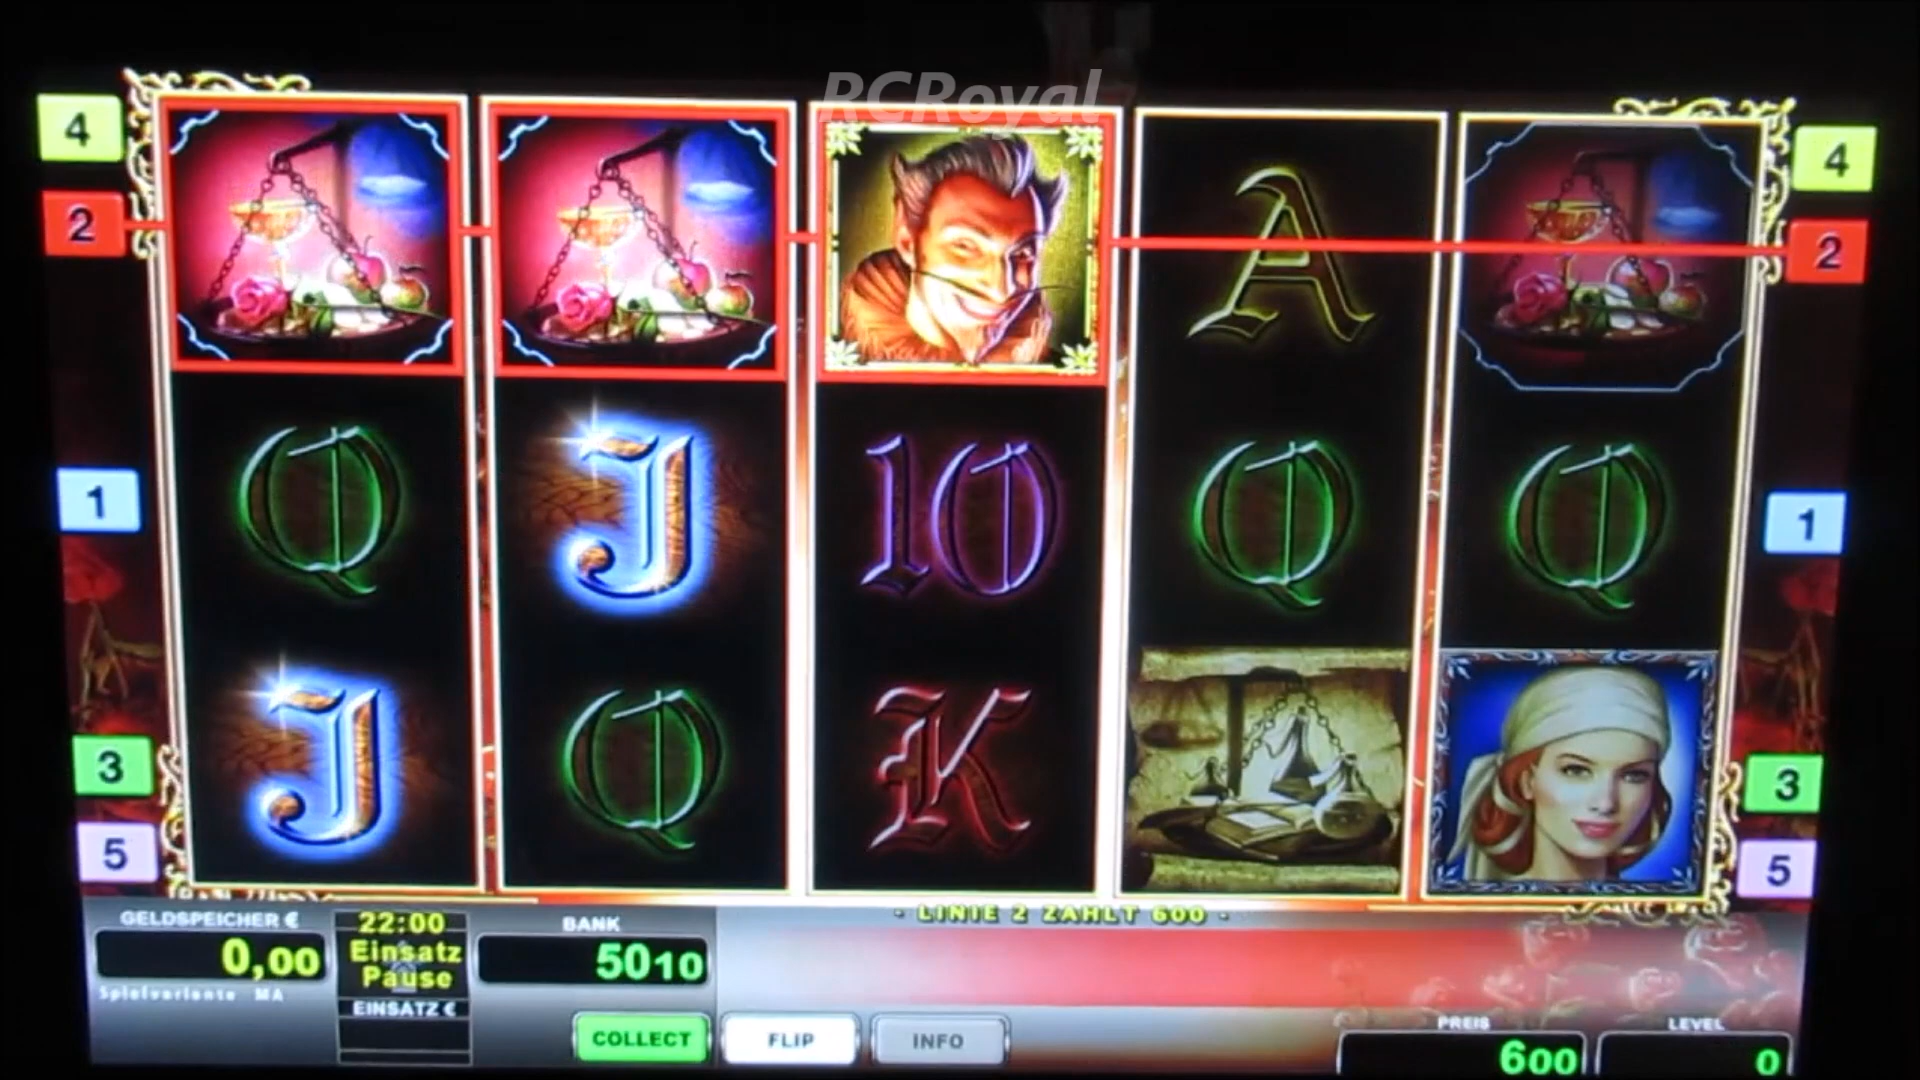 RCRoyal
4
4
2
2
A
Q
J
10
Q
Q
1
1
J
Q
K
3
3
5
5
GELDSPEICHER €
0,00
Spielvariante MA
22:00
Einsatz
Pause
EINSATZ €
BANK
5010
- LINIE 2 ZAHLT 600 -
COLLECT
FLIP
INFO
PREIS
600
LEVEL
0